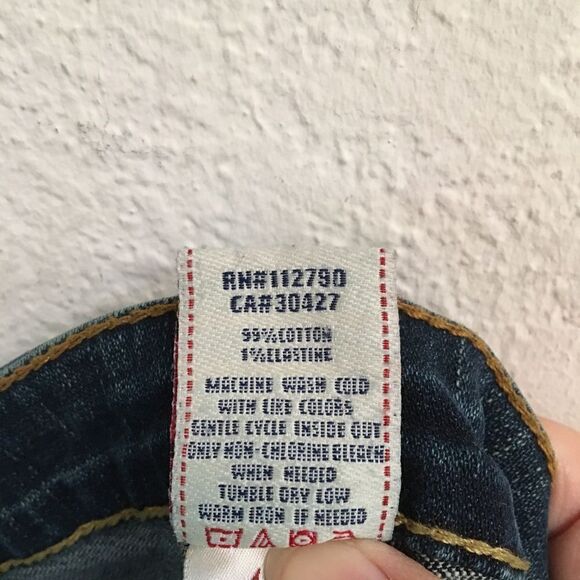 RN#112790
CA#30427
99%COTTON
1%ELASTINE
MACHINE WASH COLD
WITH LIKE COLORS
GENTLE CYCLE INSIDE OUT
ONLY NON-CHLORINE BLEACH
WHEN NEEDED
TUMBLE DRY LOW
WARM IRON IF NEEDED